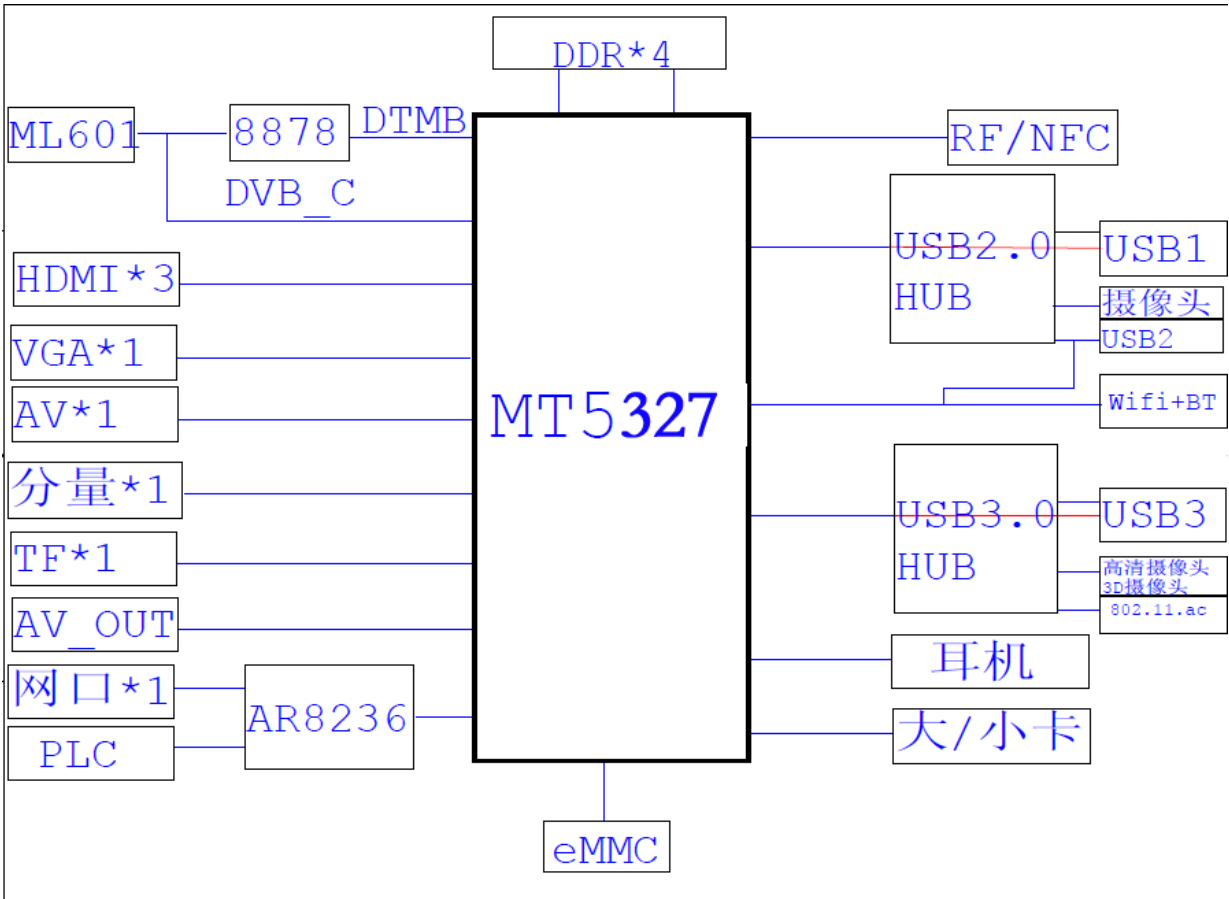 DDR*4
ML601
8878
DTMB
DVB_C
HDMI*3
VGA*1
AV*1
分量*1
TF*1
AV_OUT
网口*1
PLC
AR8236
MT5327
eMMC
RF/NFC
USB2.0
HUB
USB1
摄像头
USB2
Wifi+BT
USB3.0
HUB
USB3
高清摄像头
3D摄像头
802.11.ac
耳机
大/小卡